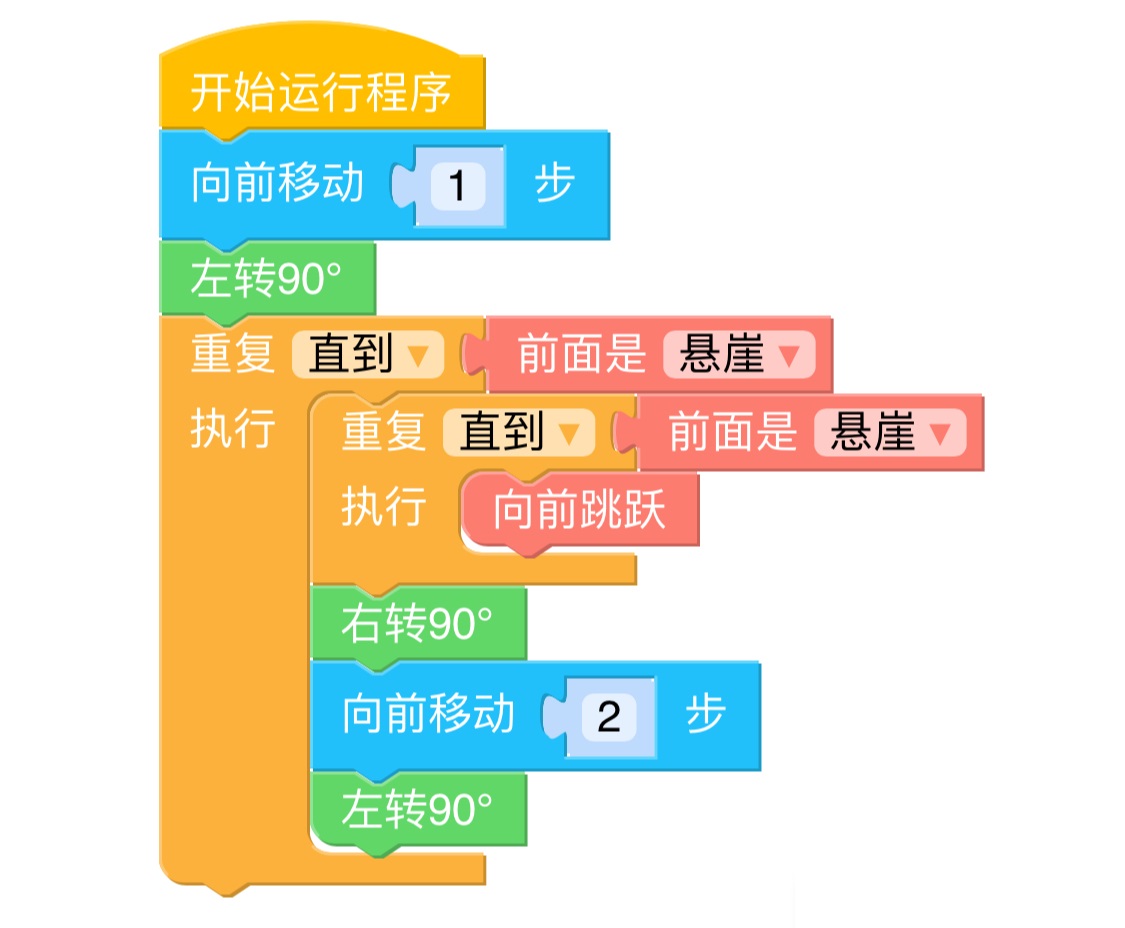 开始运行程序
向前移动 1 步
左转90°
重复 直到 ▼ 前面是 悬崖 ▼
执行 重复 直到 ▼ 前面是 悬崖 ▼
执行 向前跳跃
右转90°
向前移动 2 步
左转90°